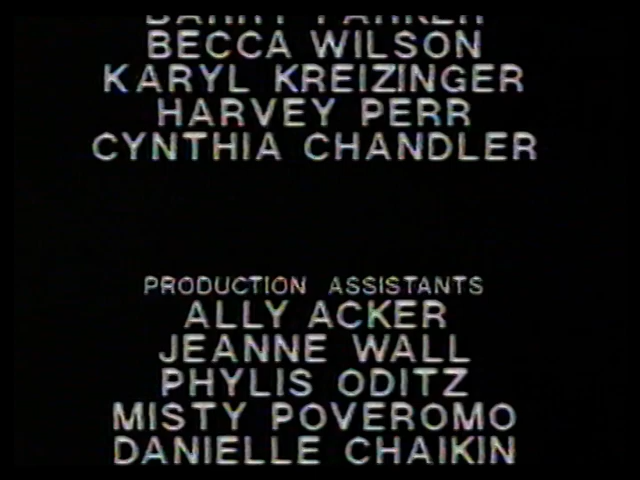 BECCA WILSON
KARYL KREIZINGER
HARVEY PERR
CYNTHIA CHANDLER
PRODUCTION ASSISTANTS
ALLY ACKER
JEANNE WALL
PHYLIS ODITZ
MISTY POVEROMO
DANIELLE CHAIKIN